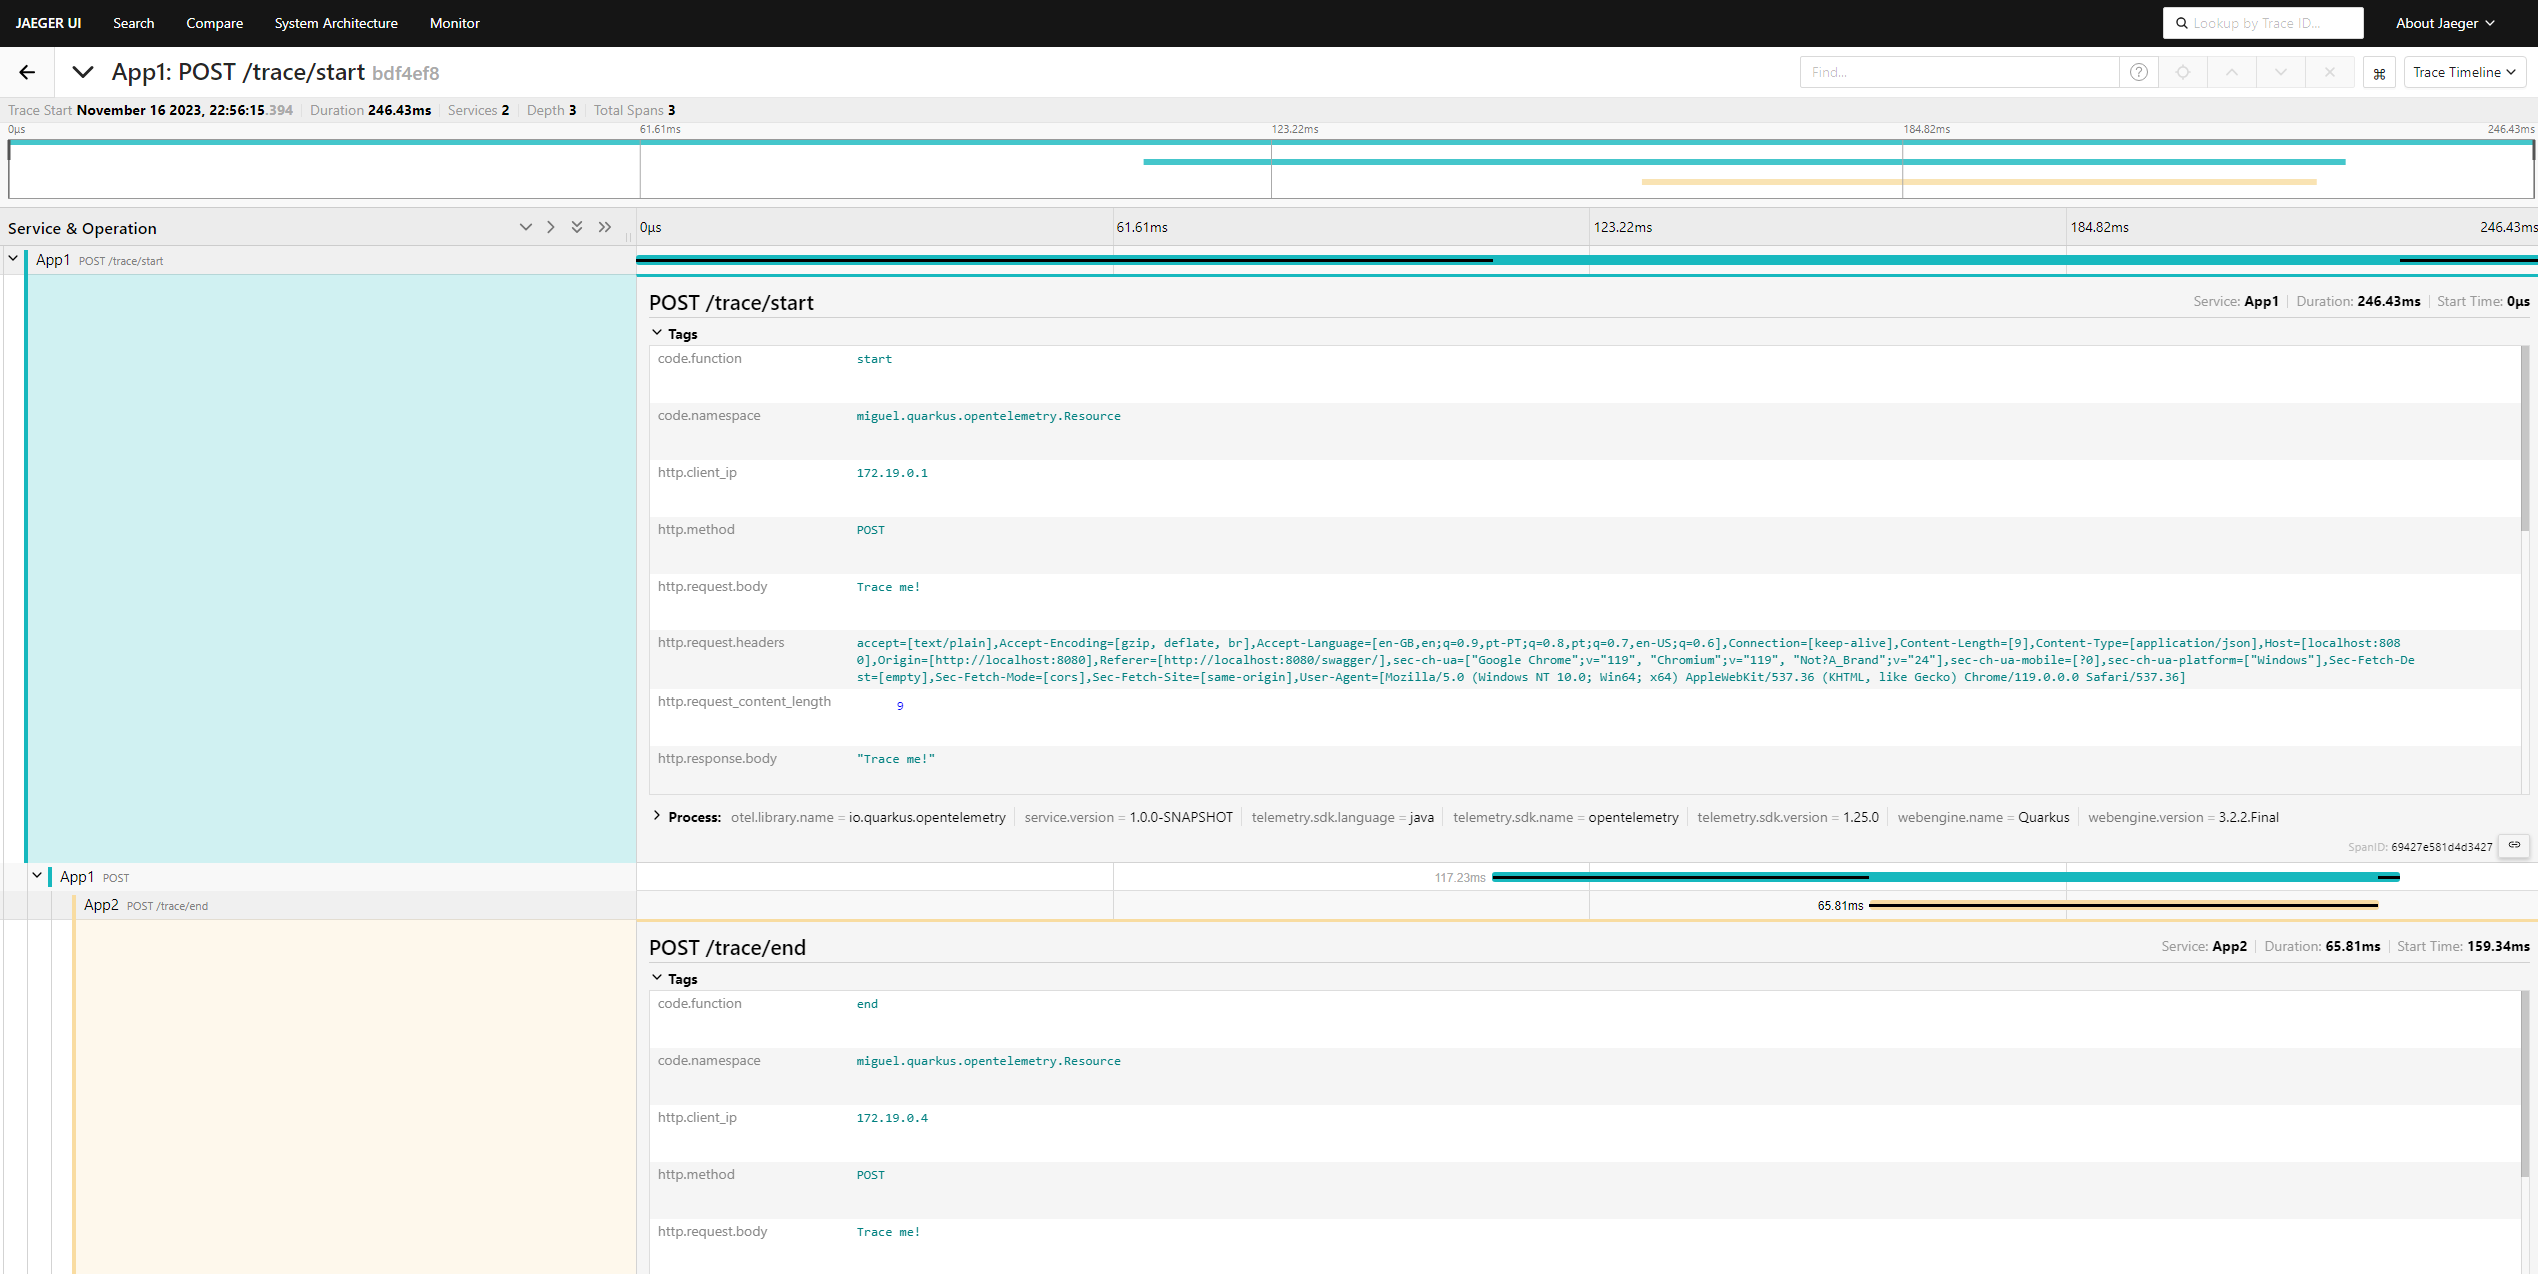 JAEGER UI Search Compare System Architecture Monitor Lookup by Trace ID... About Jaeger
App1: POST /trace/start bdf4ef8 Find... ? ⌘ Trace Timeline
Trace Start November 16 2023, 22:56:15.394 Duration 246.43ms Services 2 Depth 3 Total Spans 3
0μs 61.61ms 123.22ms 184.82ms 246.43ms
Service & Operation 0μs 61.61ms 123.22ms 184.82ms 246.43ms
App1 POST /trace/start
POST /trace/start Service: App1 Duration: 246.43ms Start Time: 0μs
Tags
code.function start
code.namespace miguel.quarkus.opentelemetry.Resource
http.client_ip 172.19.0.1
http.method POST
http.request.body Trace me!
http.request.headers accept=[text/plain],Accept-Encoding=[gzip, deflate, br],Accept-Language=[en-GB,en;q=0.9,pt-PT;q=0.8,pt;q=0.7,en-US;q=0.6],Connection=[keep-alive],Content-Length=[9],Content-Type=[application/json],Host=[localhost:808
0],Origin=[http://localhost:8080],Referer=[http://localhost:8080/swagger/],sec-ch-ua=["Google Chrome";v="119", "Chromium";v="119", "Not?A_Brand";v="24"],sec-ch-ua-mobile=[?0],sec-ch-ua-platform=["Windows"],Sec-Fetch-De
st=[empty],Sec-Fetch-Mode=[cors],Sec-Fetch-Site=[same-origin],User-Agent=[Mozilla/5.0 (Windows NT 10.0; Win64; x64) AppleWebKit/537.36 (KHTML, like Gecko) Chrome/119.0.0.0 Safari/537.36]
http.request_content_length 9
http.response.body "Trace me!"
Process: otel.library.name = io.quarkus.opentelemetry service.version = 1.0.0-SNAPSHOT telemetry.sdk.language = java telemetry.sdk.name = opentelemetry telemetry.sdk.version = 1.25.0 webengine.name = Quarkus webengine.version = 3.2.2.Final
SpanID: 69427e581d4d3427
App1 POST 117.23ms
App2 POST /trace/end 65.81ms
POST /trace/end Service: App2 Duration: 65.81ms Start Time: 159.34ms
Tags
code.function end
code.namespace miguel.quarkus.opentelemetry.Resource
http.client_ip 172.19.0.4
http.method POST
http.request.body Trace me!